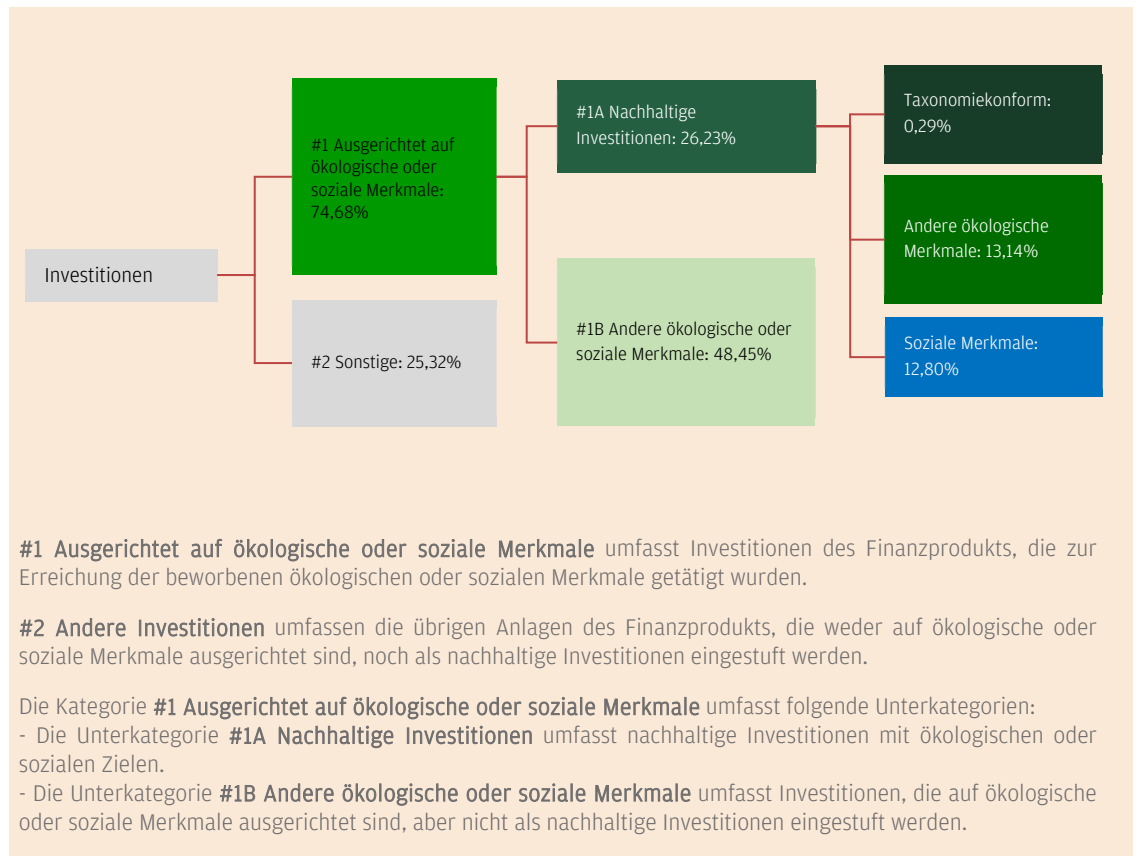 Investitionen
#1 Ausgerichtet auf
ökologische oder
soziale Merkmale:
74,68%
#2 Sonstige: 25,32%
#1A Nachhaltige
Investitionen: 26,23%
#1B Andere ökologische oder
soziale Merkmale: 48,45%
Taxonomiekonform:
0,29%
Andere ökologische
Merkmale: 13,14%
Soziale Merkmale:
12,80%
#1 Ausgerichtet auf ökologische oder soziale Merkmale umfasst Investitionen des Finanzprodukts, die zur
Erreichung der beworbenen ökologischen oder sozialen Merkmale getätigt wurden.
#2 Andere Investitionen umfassen die übrigen Anlagen des Finanzprodukts, die weder auf ökologische oder
soziale Merkmale ausgerichtet sind, noch als nachhaltige Investitionen eingestuft werden.
Die Kategorie #1 Ausgerichtet auf ökologische oder soziale Merkmale umfasst folgende Unterkategorien:
- Die Unterkategorie #1A Nachhaltige Investitionen umfasst nachhaltige Investitionen mit ökologischen oder
sozialen Zielen.
- Die Unterkategorie #1B Andere ökologische oder soziale Merkmale umfasst Investitionen, die auf ökologische
oder soziale Merkmale ausgerichtet sind, aber nicht als nachhaltige Investitionen eingestuft werden.